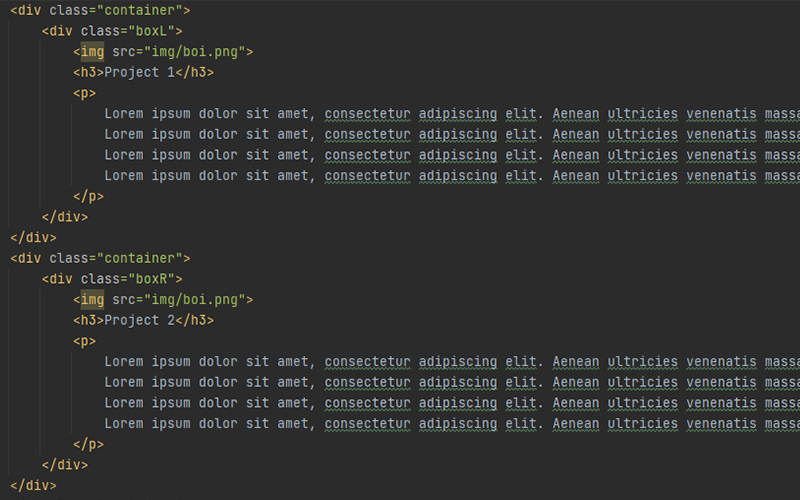 <div class="container">
<div class="boxL">
<img src="img/boi.png">
<h3>Project 1</h3>
<p>
Lorem ipsum dolor sit amet, consectetur adipiscing elit. Aenean ultricies venenatis massa
Lorem ipsum dolor sit amet, consectetur adipiscing elit. Aenean ultricies venenatis massa
Lorem ipsum dolor sit amet, consectetur adipiscing elit. Aenean ultricies venenatis massa
Lorem ipsum dolor sit amet, consectetur adipiscing elit. Aenean ultricies venenatis massa
</p>
</div>
</div>
<div class="container">
<div class="boxR">
<img src="img/boi.png">
<h3>Project 2</h3>
<p>
Lorem ipsum dolor sit amet, consectetur adipiscing elit. Aenean ultricies venenatis massa
Lorem ipsum dolor sit amet, consectetur adipiscing elit. Aenean ultricies venenatis massa
Lorem ipsum dolor sit amet, consectetur adipiscing elit. Aenean ultricies venenatis massa
Lorem ipsum dolor sit amet, consectetur adipiscing elit. Aenean ultricies venenatis massa
</p>
</div>
</div>